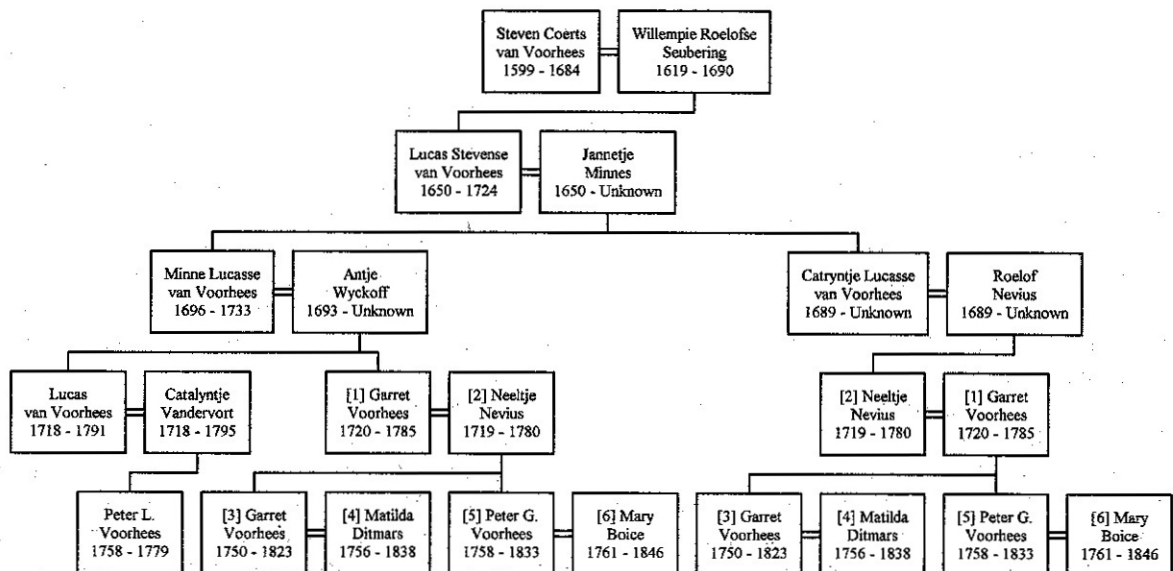 Steven Coerts
van Voorhees
1599 - 1684
Willempie Roelofse
Seubering
1619 - 1690
Lucas Stevense
van Voorhees
1650 - 1724
Jannetje
Minnes
1650 - Unknown
Minne Lucasse
van Voorhees
1696 - 1733
Antje
Wyckoff
1693 - Unknown
Catryntje Lucasse
van Voorhees
1689 - Unknown
Roelof
Nevius
1689 - Unknown
Lucas
van Voorhees
1718 - 1791
Catalyntje
Vandervort
1718 - 1795
[1] Garret
Voorhees
1720 - 1785
[2] Neeltje
Nevius
1719 - 1780
[2] Neeltje
Nevius
1719 - 1780
[1] Garret
Voorhees
1720 - 1785
Peter L.
Voorhees
1758 - 1779
[3] Garret
Voorhees
1750 - 1823
[4] Matilda
Ditmars
1756 - 1838
[5] Peter G.
Voorhees
1758 - 1833
[6] Mary
Boice
1761 - 1846
[3] Garret
Voorhees
1750 - 1823
[4] Matilda
Ditmars
1756 - 1838
[5] Peter G.
Voorhees
1758 - 1833
[6] Mary
Boice
1761 - 1846